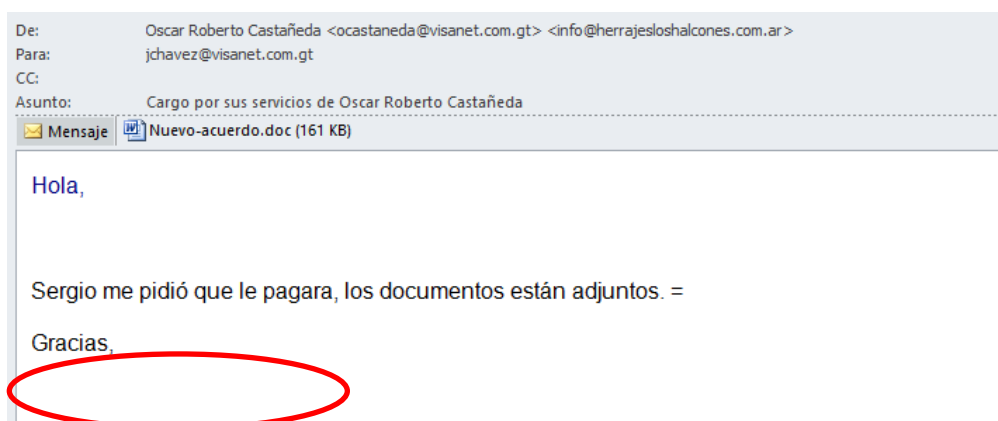 De: Oscar Roberto Castañeda <ocastaneda@visanet.com.gt> <info@herrajesloshalcones.com.ar>
Para: jchavez@visanet.com.gt
CC:
Asunto: Cargo por sus servicios de Oscar Roberto Castañeda
Mensaje Nuevo-acuerdo.doc (161 KB)
Hola,
Sergio me pidió que le pagara, los documentos están adjuntos. =
Gracias,